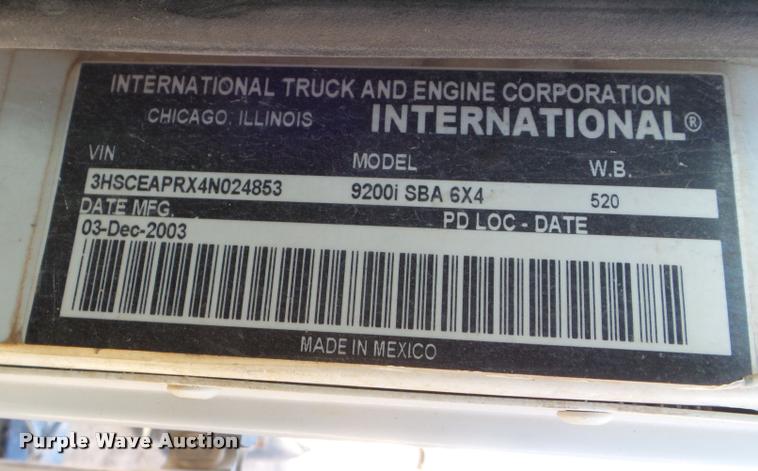 INTERNATIONAL TRUCK AND ENGINE CORPORATION
CHICAGO, ILLINOIS INTERNATIONAL®
VIN MODEL W.B.
3HSCEAPRX4N024853 9200i SBA 6X4 520
DATE MFG. PD LOC - DATE
03-Dec-2003
MADE IN MEXICO
Purple Wave Auction